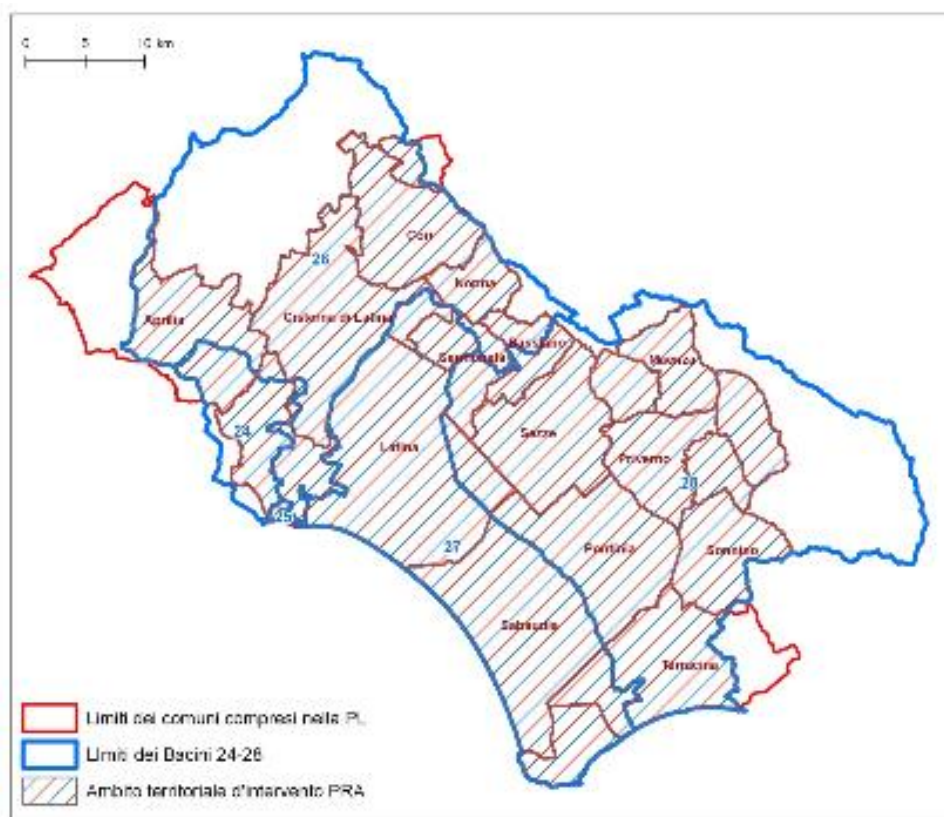 0 5 10 km
Cori
26
Norma
Aprilia
Cisterna di Latina
Bassiano
Sermoneta
Maenza
24
Latina
Sezze
Priverno
28
25
27
Pontinia
Sonnino
Sabaudia
Terracina
Limiti dei comuni compresi nella PL
Limiti dei Bacini 24-28
Ambito territoriale d'intervento PRA